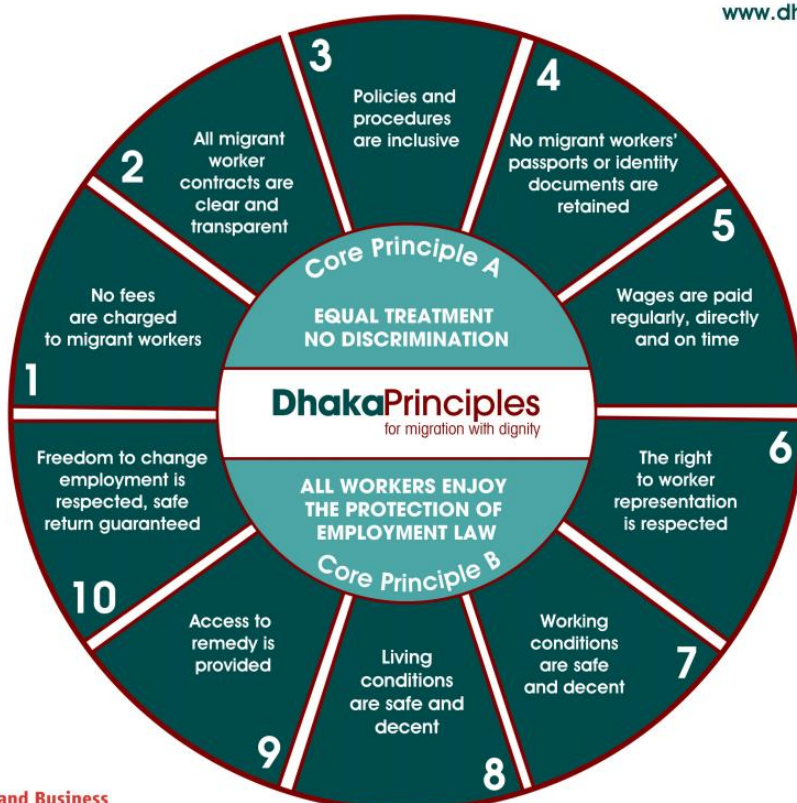 www.dh
1
No fees
are charged
to migrant workers
2
All migrant
worker
contracts are
clear and
transparent
3
Policies and
procedures
are inclusive
4
No migrant workers'
passports or identity
documents are
retained
5
Wages are paid
regularly, directly
and on time
6
The right
to worker
representation
is respected
7
Working
conditions
are safe
and decent
8
Living
conditions
are safe and
decent
9
Access to
remedy is
provided
10
Freedom to change
employment is
respected, safe
return guaranteed
Core Principle A
EQUAL TREATMENT
NO DISCRIMINATION
DhakaPrinciples
for migration with dignity
ALL WORKERS ENJOY
THE PROTECTION OF
EMPLOYMENT LAW
Core Principle B
and Business